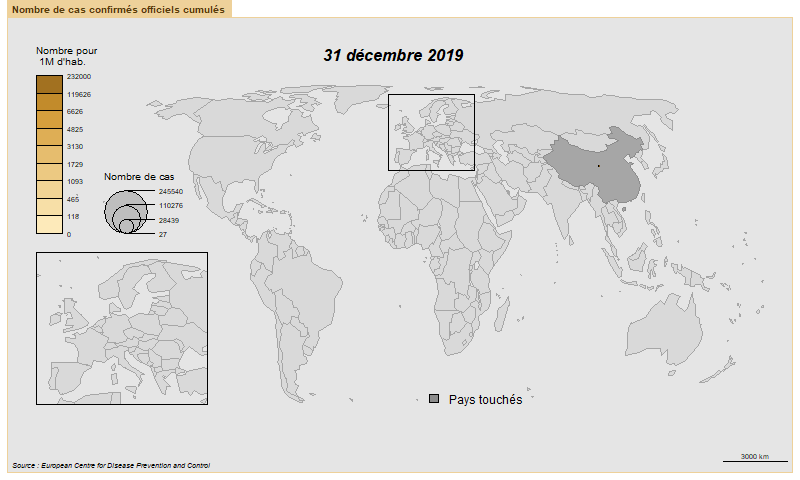 Nombre de cas confirmés officiels cumulés
31 décembre 2019
Nombre pour
1M d'hab.
232000
119626
6626
4825
3130
1729
1093
465
118
0
Nombre de cas
245540
110276
28439
27
Pays touchés
3000 km
Source : European Centre for Disease Prevention and Control